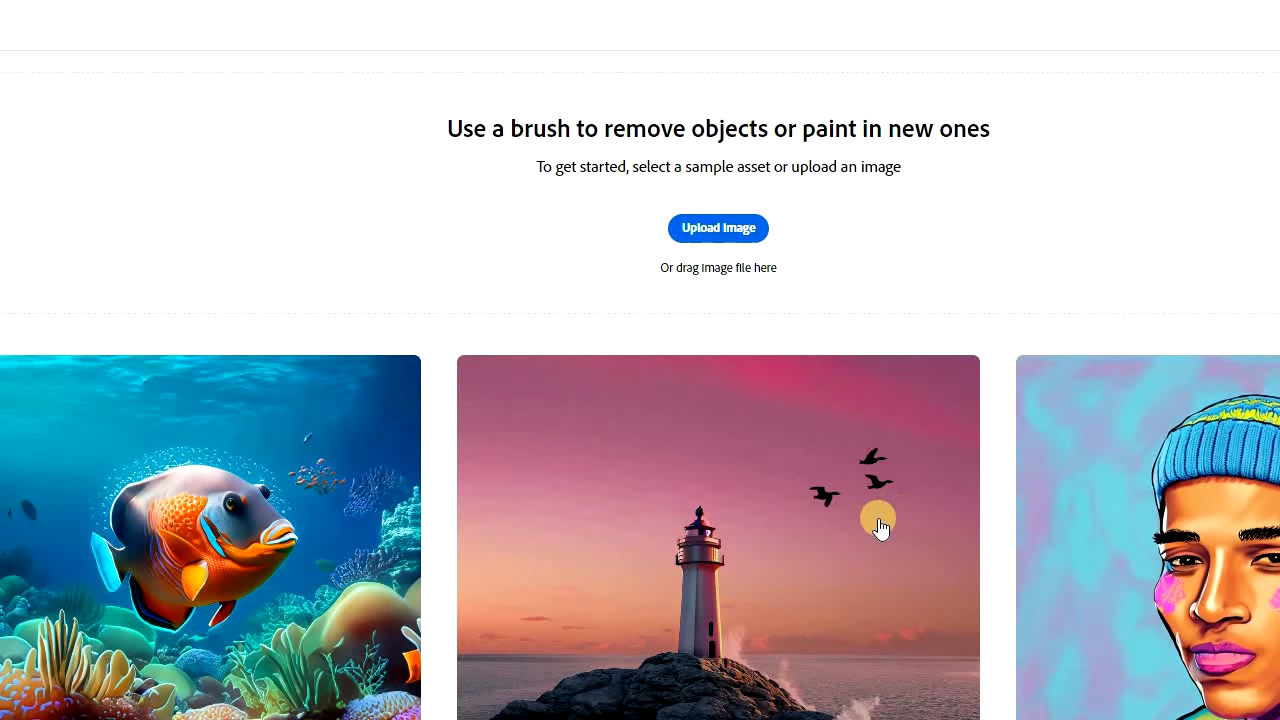 Use a brush to remove objects or paint in new ones
To get started, select a sample asset or upload an image
Upload Image
Or drag image file here